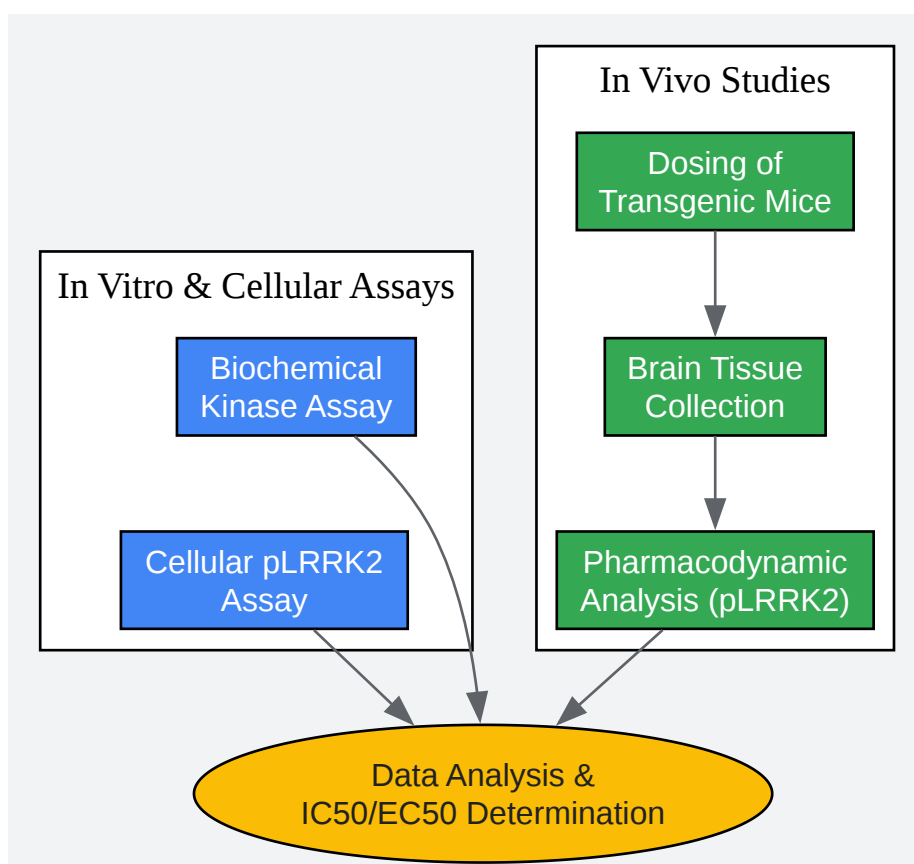 In Vitro & Cellular Assays
Biochemical
Kinase Assay
Cellular pLRRK2
Assay
In Vivo Studies
Dosing of
Transgenic Mice
Brain Tissue
Collection
Pharmacodynamic
Analysis (pLRRK2)
Data Analysis &
IC50/EC50 Determination